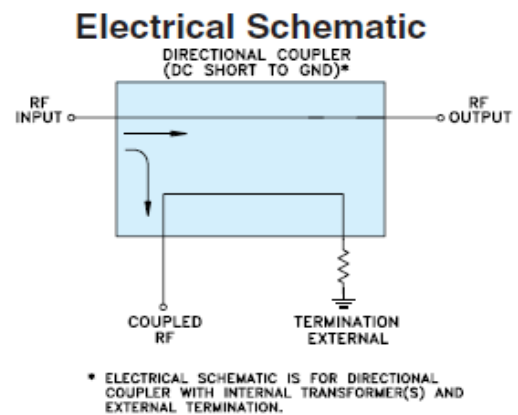 Electrical Schematic
DIRECTIONAL COUPLER
(DC SHORT TO GND)*
RF
INPUT
RF
OUTPUT
COUPLED
RF
TERMINATION
EXTERNAL
* ELECTRICAL SCHEMATIC IS FOR DIRECTIONAL
COUPLER WITH INTERNAL TRANSFORMER(S) AND
EXTERNAL TERMINATION.